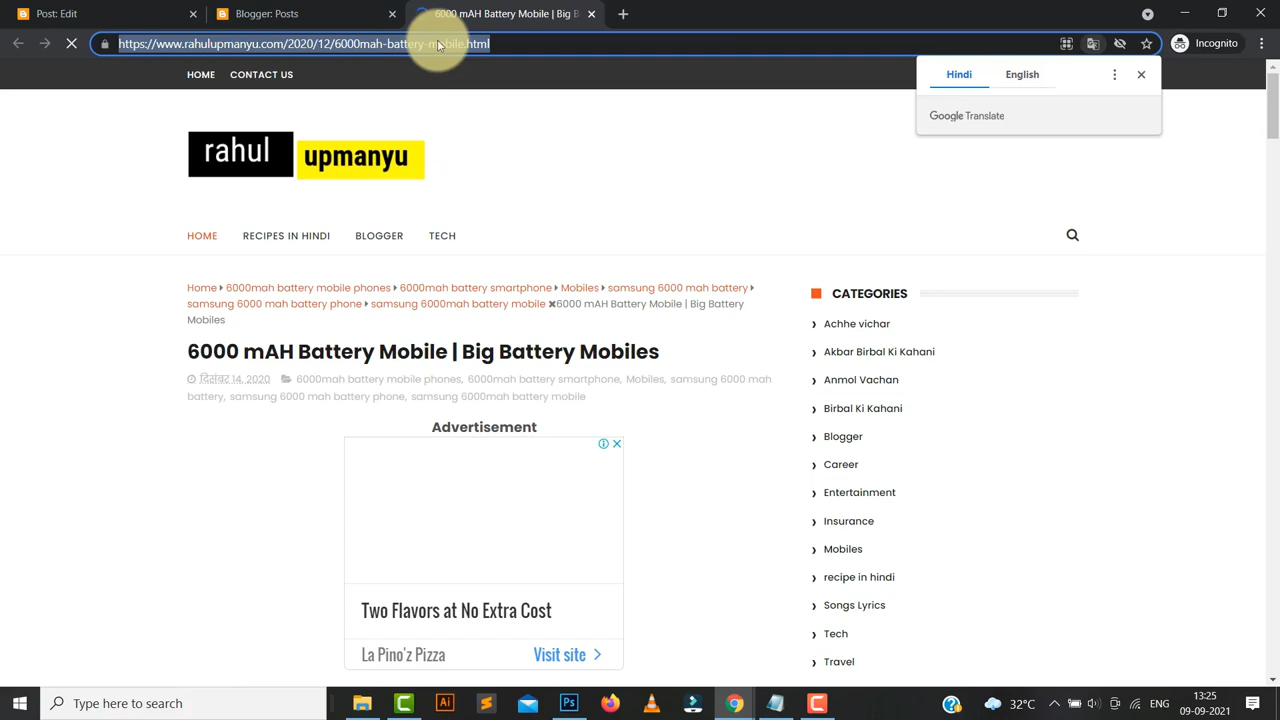 Post: Edit
Blogger: Posts
6000 mAH Battery Mobile | Big B
https://www.rahulupmanyu.com/2020/12/6000mah-battery-mobile.html
Incognito
HOME CONTACT US
Hindi English
Google Translate
rahul upmanyu
HOME RECIPES IN HINDI BLOGGER TECH
Home 6000mah battery mobile phones 6000mah battery smartphone Mobiles samsung 6000 mah battery
samsung 6000 mah battery phone samsung 6000mah battery mobile 6000 mAH Battery Mobile | Big Battery
Mobiles
6000 mAH Battery Mobile | Big Battery Mobiles
दिसंबर 14, 2020 6000mah battery mobile phones, 6000mah battery smartphone, Mobiles, samsung 6000 mah
battery, samsung 6000 mah battery phone, samsung 6000mah battery mobile
Advertisement
Two Flavors at No Extra Cost
La Pino'z Pizza Visit site
CATEGORIES
Achhe vichar
Akbar Birbal Ki Kahani
Anmol Vachan
Birbal Ki Kahani
Blogger
Career
Entertainment
Insurance
Mobiles
recipe in hindi
Songs Lyrics
Tech
Travel
Type here to search
Ai
Ps
32°C
ENG
13:25
09-09-2021